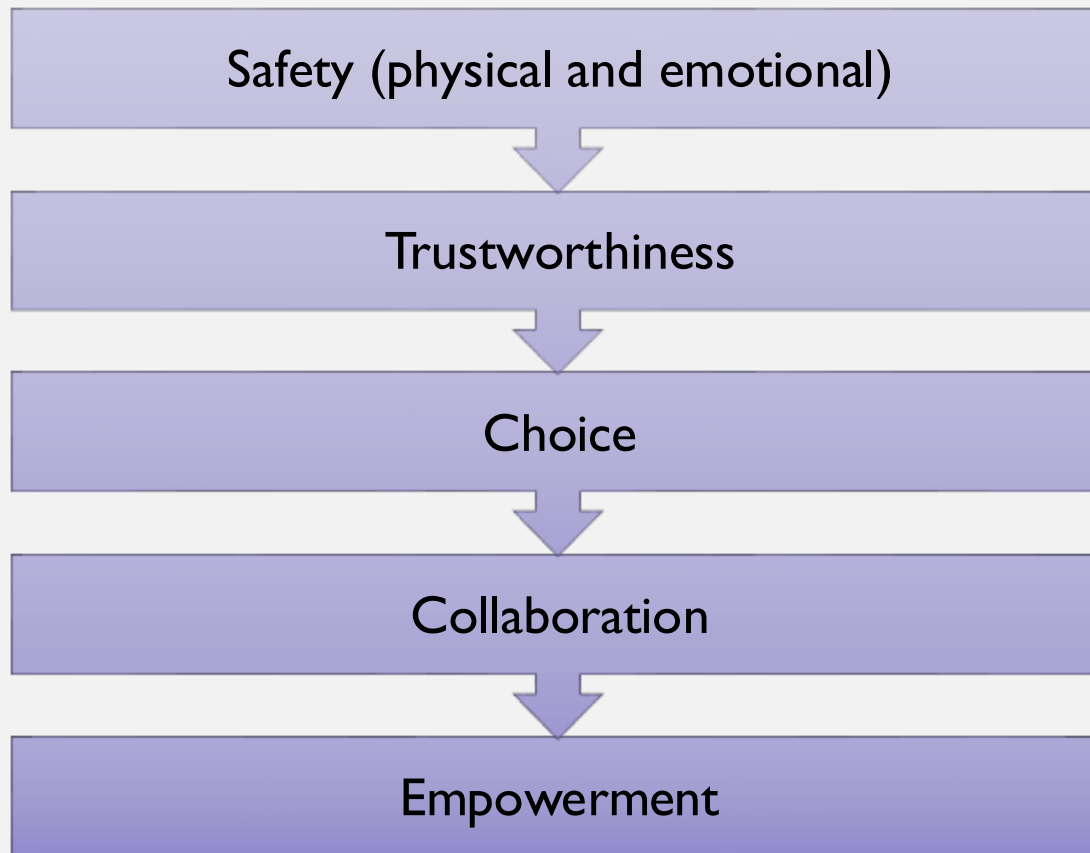 Safety (physical and emotional)
Trustworthiness
Choice
Collaboration
Empowerment